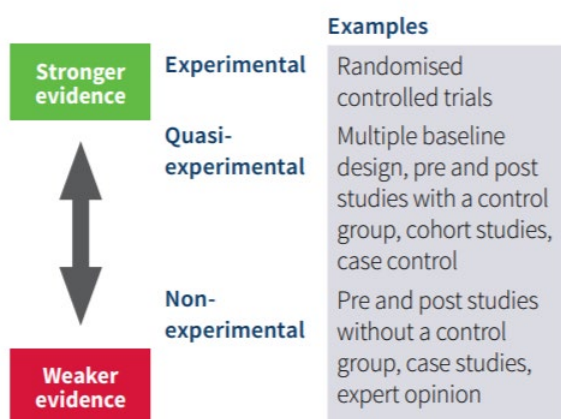 Examples
Stronger
evidence
Experimental
Randomised
controlled trials
Quasi-
experimental
Multiple baseline
design, pre and post
studies with a control
group, cohort studies,
case control
Non-
experimental
Pre and post studies
without a control
group, case studies,
expert opinion
Weaker
evidence